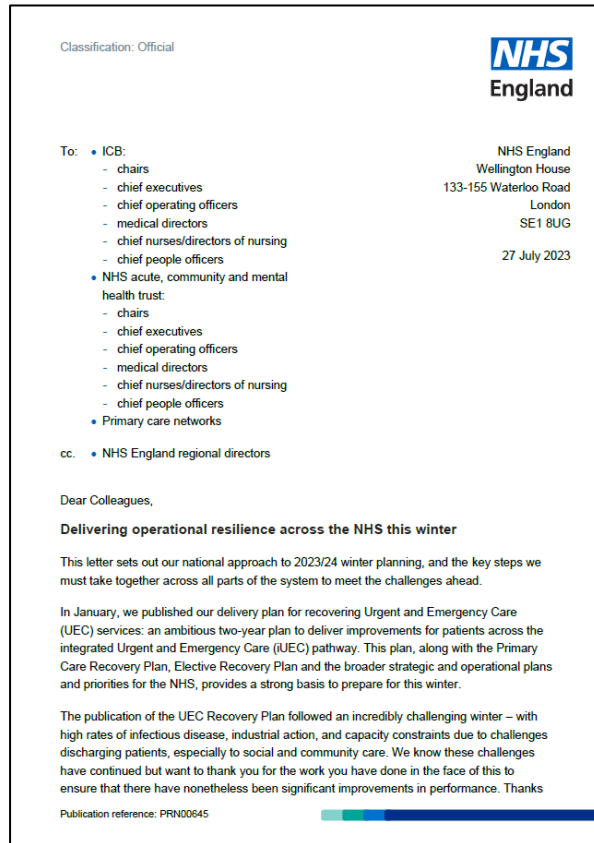 Classification: Official
NHS
England
To: • ICB:
- chairs
- chief executives
- chief operating officers
- medical directors
- chief nurses/directors of nursing
- chief people officers
• NHS acute, community and mental
health trust:
- chairs
- chief executives
- chief operating officers
- medical directors
- chief nurses/directors of nursing
- chief people officers
• Primary care networks
cc. • NHS England regional directors
NHS England
Wellington House
133-155 Waterloo Road
London
SE1 8UG
27 July 2023
Dear Colleagues,
Delivering operational resilience across the NHS this winter
This letter sets out our national approach to 2023/24 winter planning, and the key steps we
must take together across all parts of the system to meet the challenges ahead.
In January, we published our delivery plan for recovering Urgent and Emergency Care
(UEC) services: an ambitious two-year plan to deliver improvements for patients across the
integrated Urgent and Emergency Care (iUEC) pathway. This plan, along with the Primary
Care Recovery Plan, Elective Recovery Plan and the broader strategic and operational plans
and priorities for the NHS, provides a strong basis to prepare for this winter.
The publication of the UEC Recovery Plan followed an incredibly challenging winter – with
high rates of infectious disease, industrial action, and capacity constraints due to challenges
discharging patients, especially to social and community care. We know these challenges
have continued but want to thank you for the work you have done in the face of this to
ensure that there have nonetheless been significant improvements in performance. Thanks
Publication reference: PRN00645